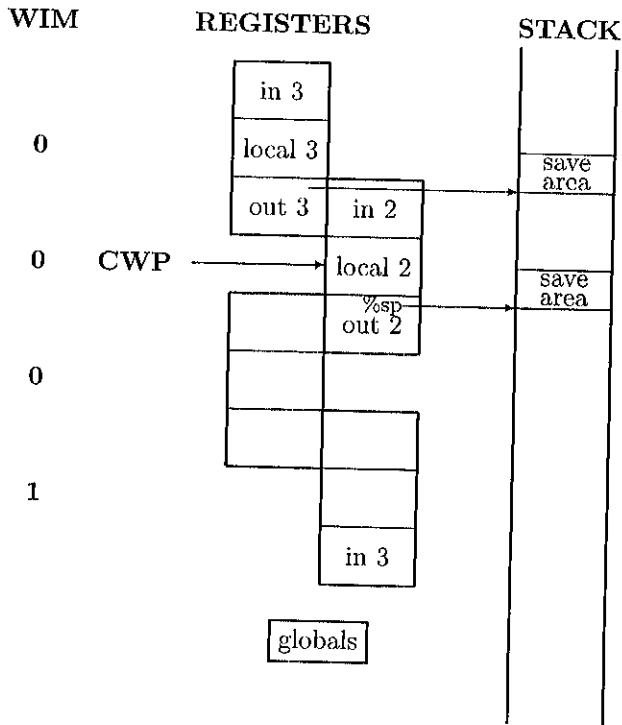 WIM REGISTERS STACK
in 3
0 local 3 save
area
out 3 in 2
0 CWP local 2 save
%sp area
out 2
0
1
in 3
globals